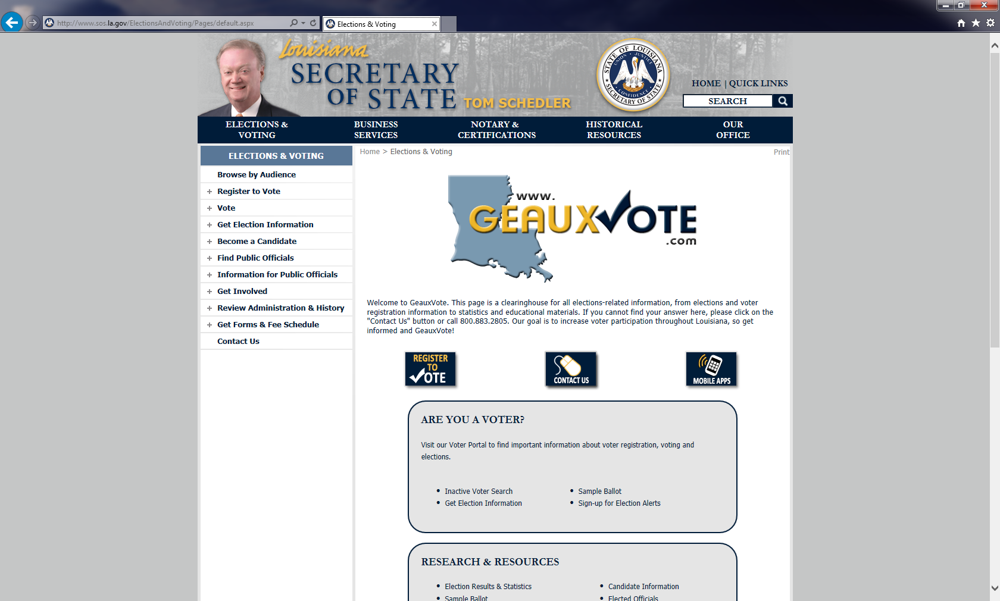 http://www.sos.la.gov/ElectionsAndVoting/Pages/default.aspx
Elections & Voting
Louisiana
SECRETARY
OF STATE
TOM SCHEDLER
STATE OF LOUISIANA
UNION JUSTICE
CONFIDENCE
SECRETARY OF STATE
HOME | QUICK LINKS
SEARCH
ELECTIONS &
VOTING
BUSINESS
SERVICES
NOTARY &
CERTIFICATIONS
HISTORICAL
RESOURCES
OUR
OFFICE
ELECTIONS & VOTING
Browse by Audience
+ Register to Vote
+ Vote
+ Get Election Information
+ Become a Candidate
+ Find Public Officials
+ Information for Public Officials
+ Get Involved
+ Review Administration & History
+ Get Forms & Fee Schedule
Contact Us
Home > Elections & Voting
Print
www.
GEAUXVOTE
.com
Welcome to GeauxVote. This page is a clearinghouse for all elections-related information, from elections and voter
registration information to statistics and educational materials. If you cannot find your answer here, please click on the
"Contact Us" button or call 800.883.2805. Our goal is to increase voter participation throughout Louisiana, so get
informed and GeauxVote!
REGISTER
TO
VOTE
CONTACT US
MOBILE APPS
ARE YOU A VOTER?
Visit our Voter Portal to find important information about voter registration, voting and
elections.
• Inactive Voter Search
• Get Election Information
• Sample Ballot
• Sign-up for Election Alerts
RESEARCH & RESOURCES
• Election Results & Statistics
• Sample Ballot
• Candidate Information
• Elected Officials